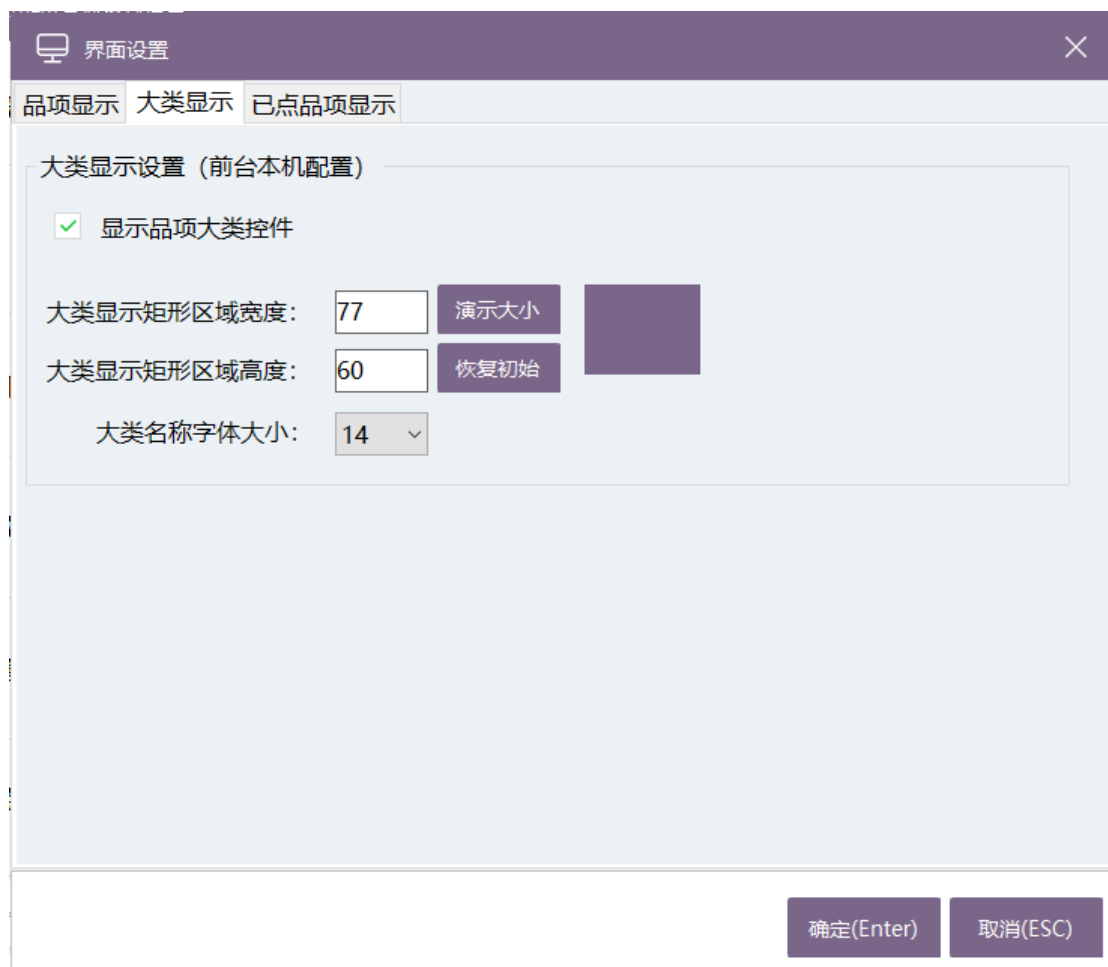 界面设置
品项显示 大类显示 已点品项显示
大类显示设置（前台本机配置）
显示品项大类控件
大类显示矩形区域宽度： 77 演示大小
大类显示矩形区域高度： 60 恢复初始
大类名称字体大小： 14
确定(Enter) 取消(ESC)